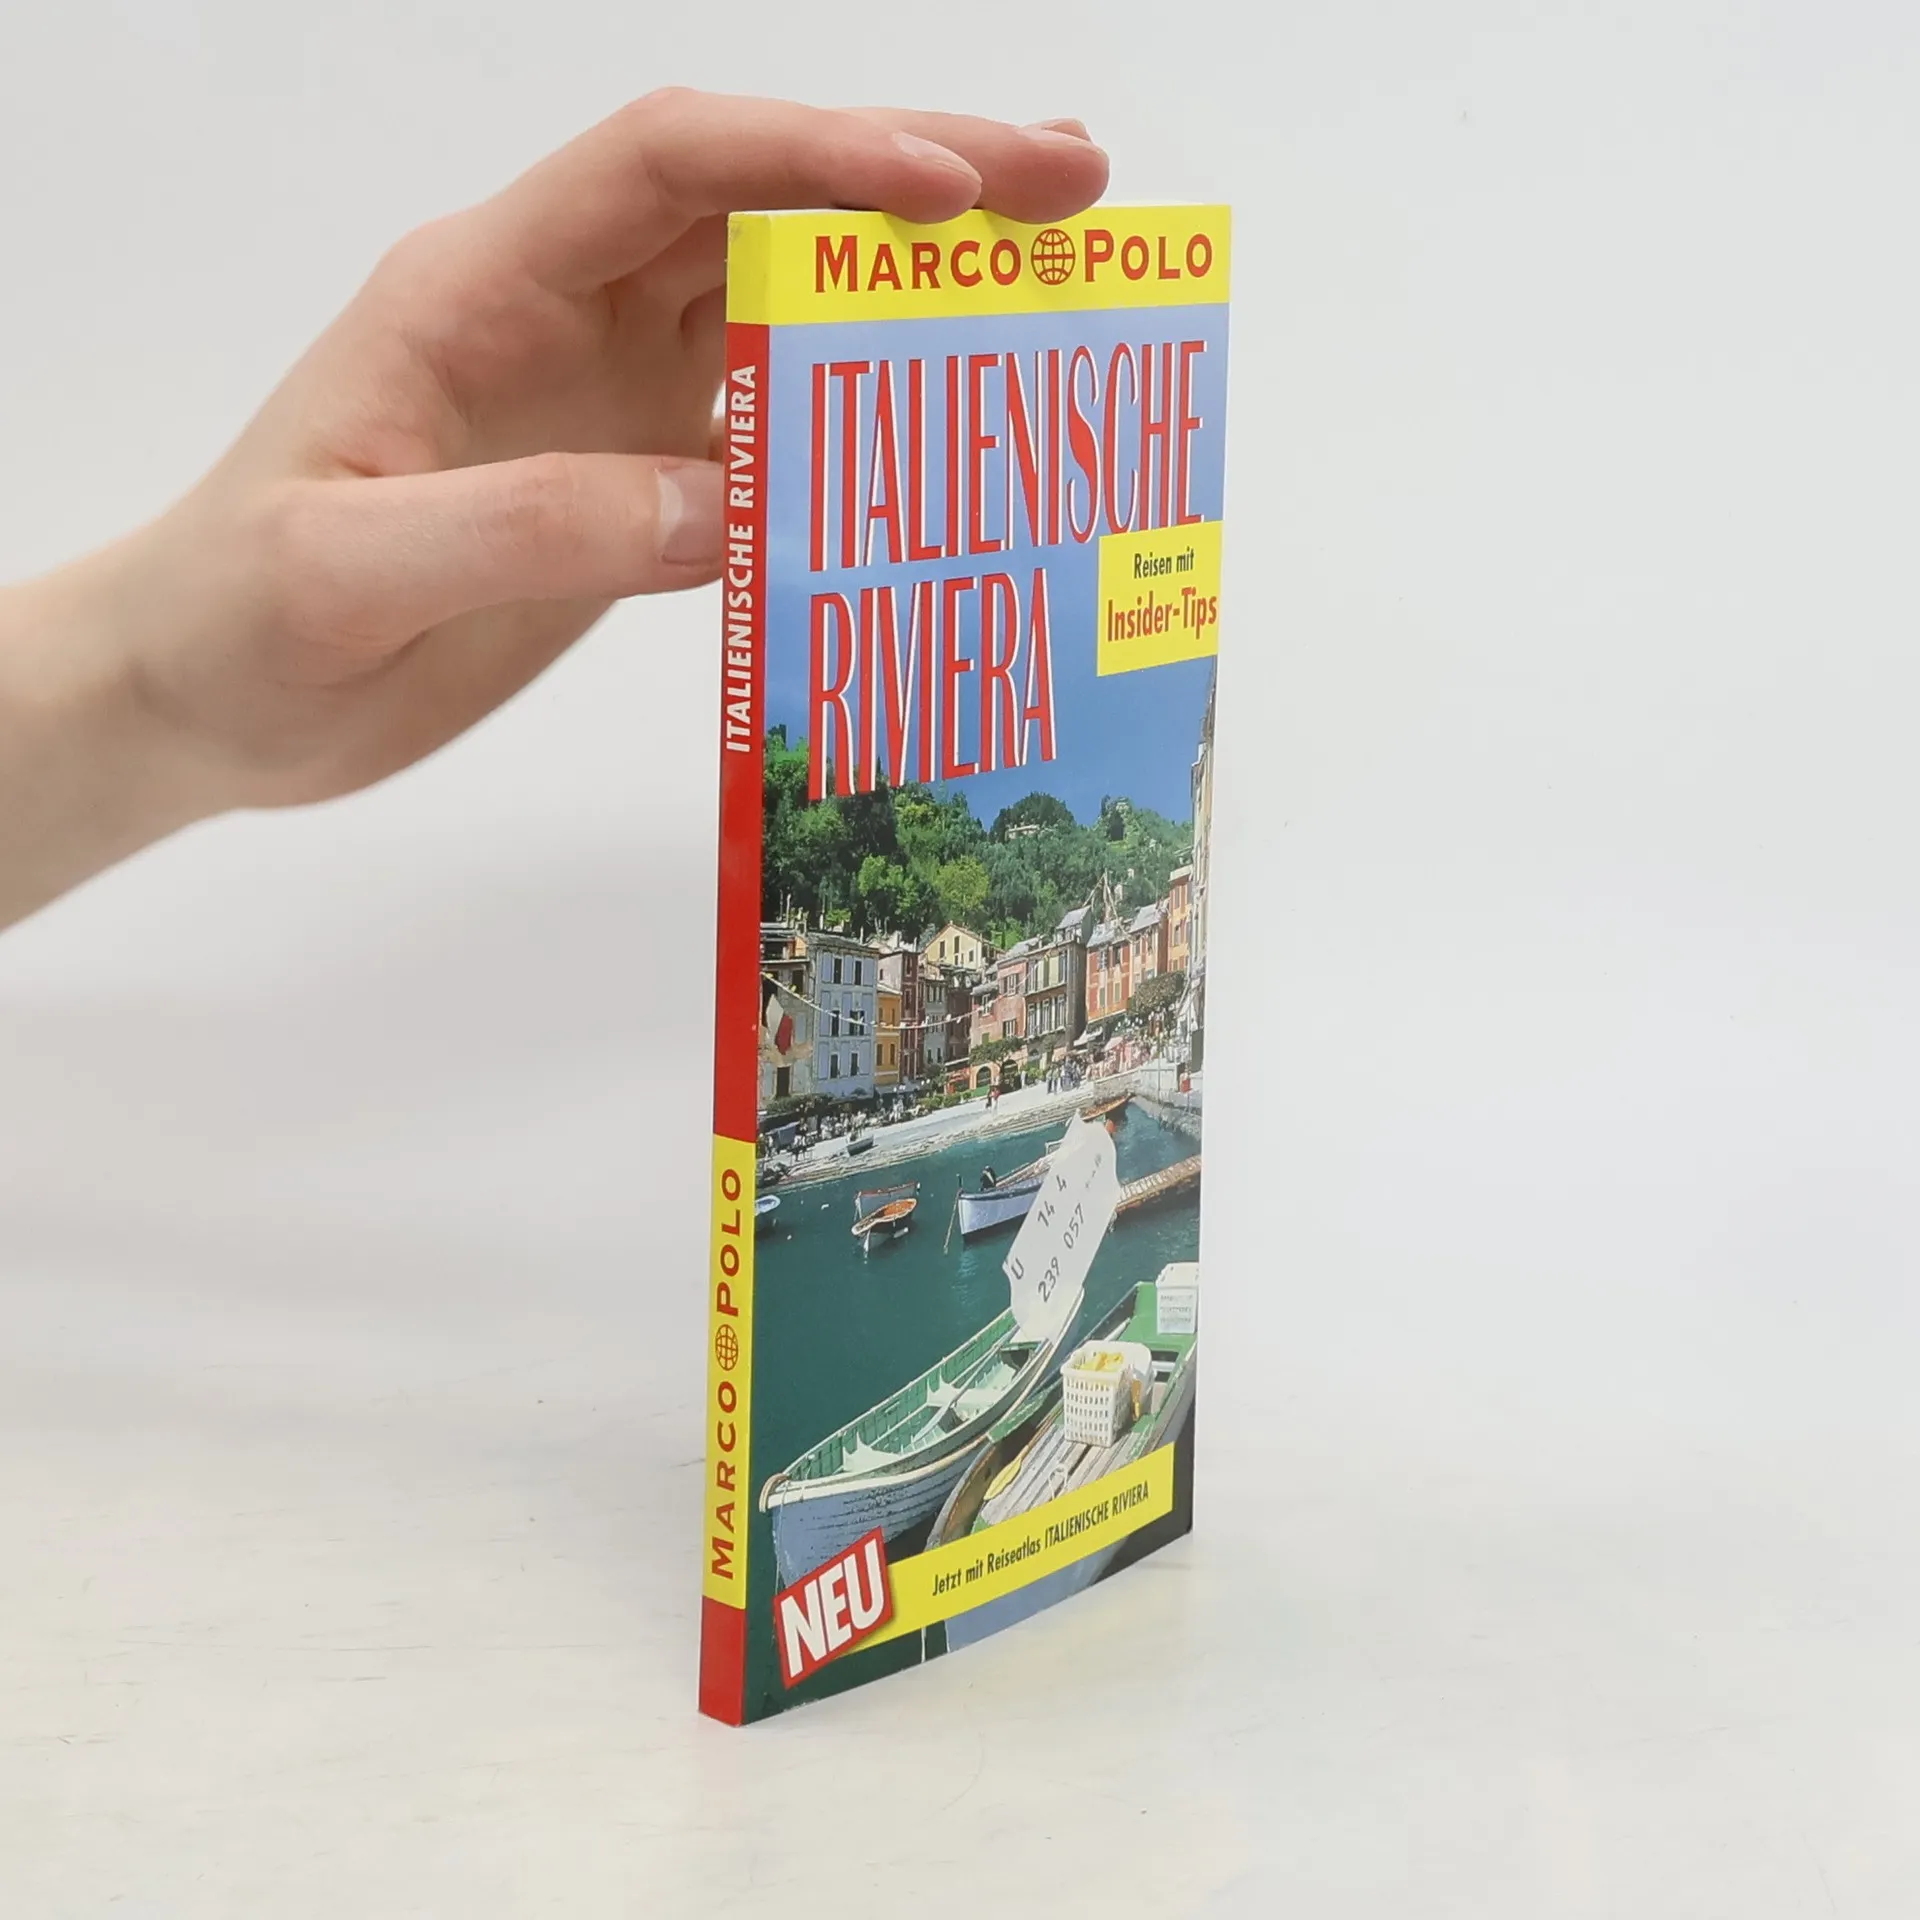 MARCO POLO
ITALIENISCHE
RIVIERA
Reisen mit
Insider-Tips
U 14 4
239 057
Jetzt mit Reiseatlas ITALIENISCHE RIVIERA
NEU
ITALIENISCHE RIVIERA
MARCO POLO